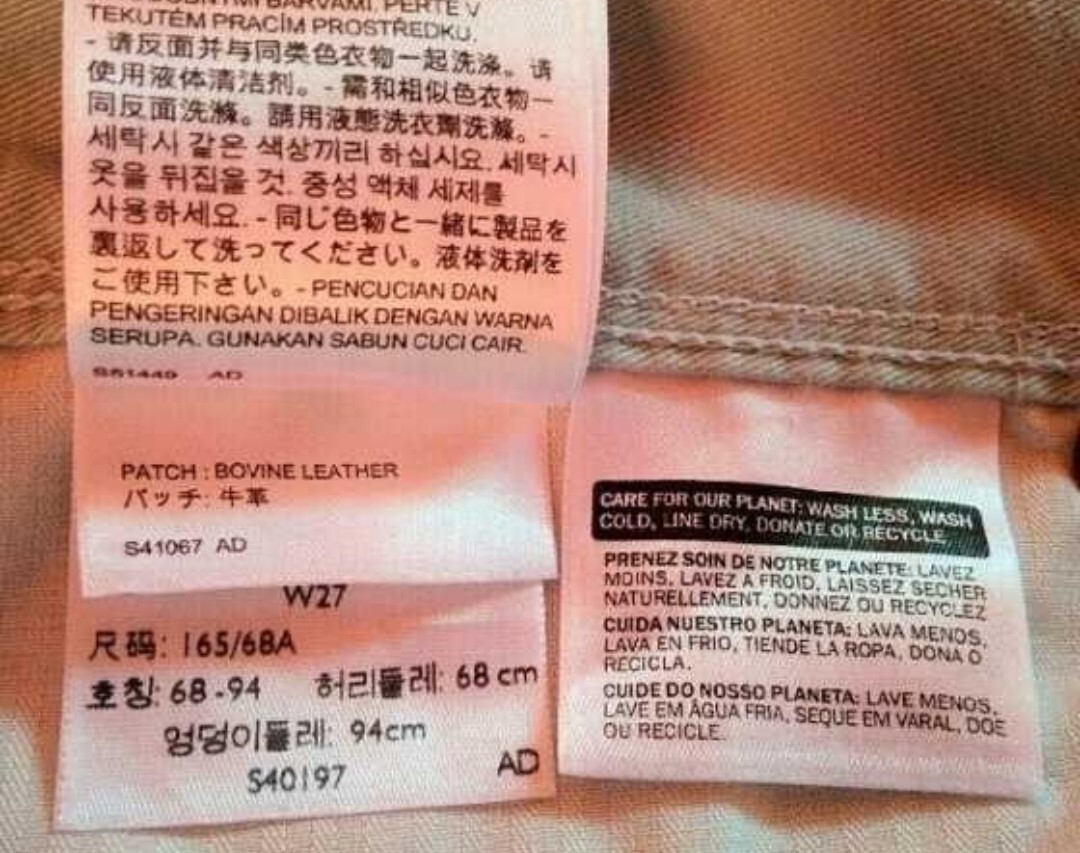 BARVAMI. PERTE V
TEKUTÉM PRACÍM PROSTŘEDKU.
- 请反面并与同类色衣物一起洗涤。请
使用液体清洁剂。- 需和相似色衣物一
同反面洗滌。請用液態洗衣劑洗滌。-
세탁시 같은 색상끼리 하십시요. 세탁시
옷을 뒤집을 것. 중성 액체 세제를
사용하세요. - 同じ色物と一緒に製品を
裏返して洗ってください。液体洗剤を
ご使用下さい。- PENCUCIAN DAN
PENGERINGAN DIBALIK DENGAN WARNA
SERUPA. GUNAKAN SABUN CUCI CAIR.
S51449 AD
PATCH : BOVINE LEATHER
パッチ: 牛革
S41067 AD
W27
尺码: 165/68A
호칭: 68-94 허리둘레: 68 cm
엉덩이둘레: 94cm
S40197 AD
CARE FOR OUR PLANET: WASH LESS, WASH
COLD, LINE DRY, DONATE OR RECYCLE.
PRENEZ SOIN DE NOTRE PLANETE: LAVEZ
MOINS, LAVEZ A FROID, LAISSEZ SECHER
NATURELLEMENT, DONNEZ OU RECYCLEZ
CUIDA NUESTRO PLANETA: LAVA MENOS,
LAVA EN FRIO, TIENDE LA ROPA, DONA O
RECICLA.
CUIDE DO NOSSO PLANETA: LAVE MENOS,
LAVE EM ÁGUA FRIA, SEQUE EM VARAL, DOE
OU RECICLE.